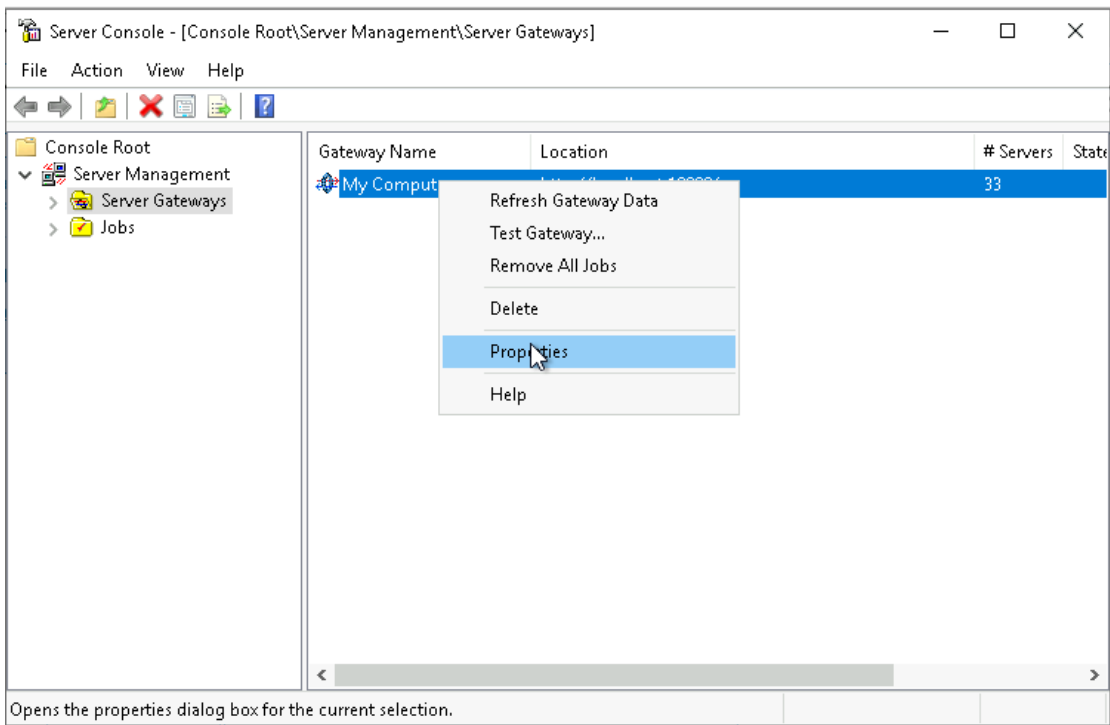 Server Console - [Console Root\Server Management\Server Gateways]
File Action View Help
Console Root
Server Management
Server Gateways
Jobs
Gateway Name Location # Servers State
My Comput 33
Refresh Gateway Data
Test Gateway...
Remove All Jobs
Delete
Properties
Help
Opens the properties dialog box for the current selection.